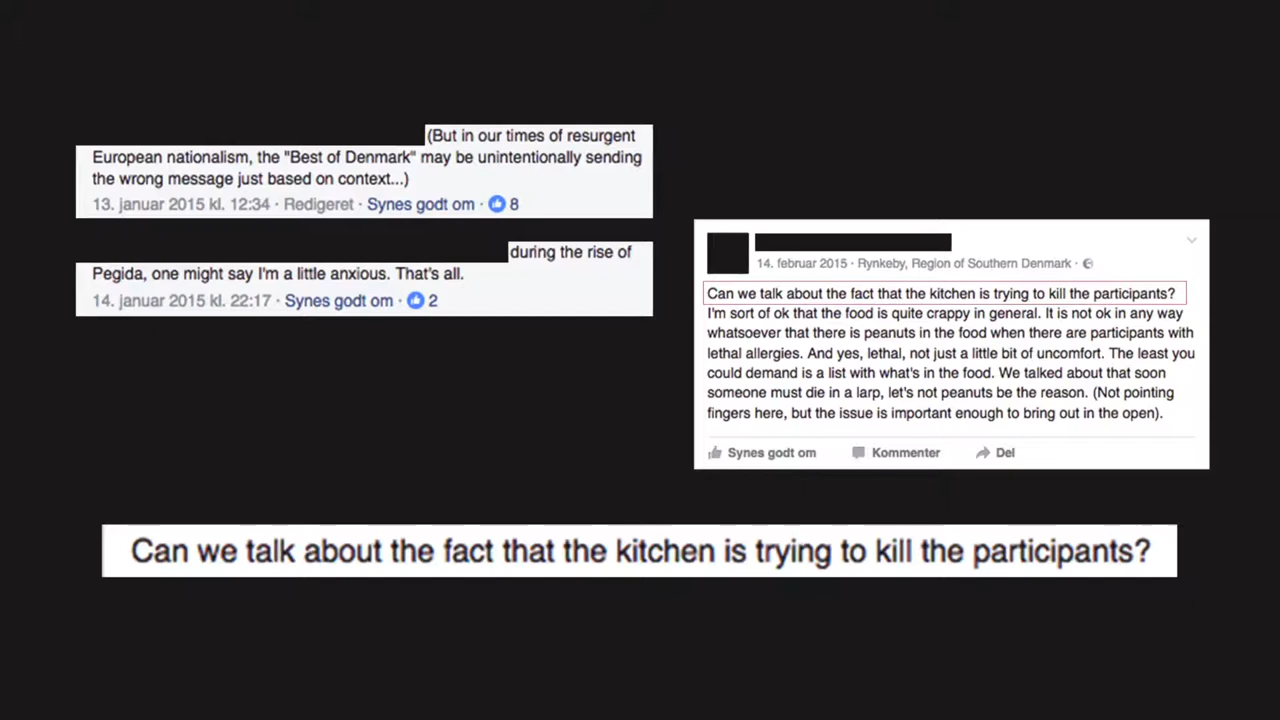 (But in our times of resurgent
European nationalism, the "Best of Denmark" may be unintentionally sending
the wrong message just based on context...)
13. januar 2015 kl. 12:34 · Redigeret · Synes godt om · 8
during the rise of
Pegida, one might say I'm a little anxious. That's all.
14. januar 2015 kl. 22:17 · Synes godt om · 2
14. februar 2015 · Rynkeby, Region of Southern Denmark ·
Can we talk about the fact that the kitchen is trying to kill the participants?
I'm sort of ok that the food is quite crappy in general. It is not ok in any way
whatsoever that there is peanuts in the food when there are participants with
lethal allergies. And yes, lethal, not just a little bit of uncomfort. The least you
could demand is a list with what's in the food. We talked about that soon
someone must die in a larp, let's not peanuts be the reason. (Not pointing
fingers here, but the issue is important enough to bring out in the open).
Synes godt om Kommenter Del
Can we talk about the fact that the kitchen is trying to kill the participants?